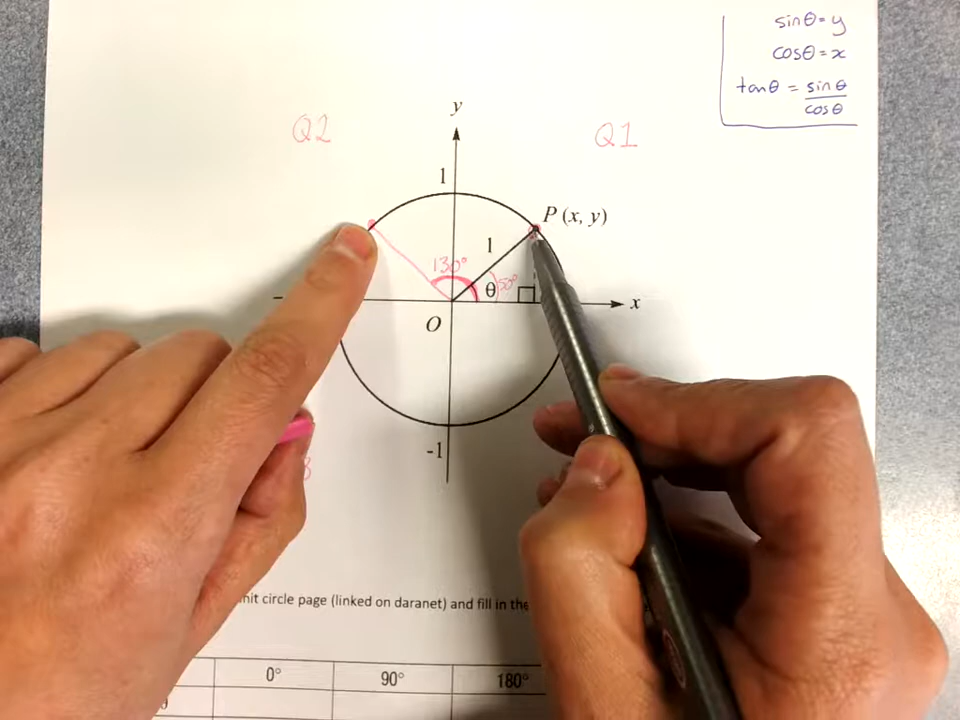 sinθ = y
cosθ = x
tanθ = sinθ
cosθ
y
Q2
Q1
1
P (x, y)
1
130°
θ
50°
x
O
-1
circle page (linked on daranet) and fill in the
0°
90°
180°